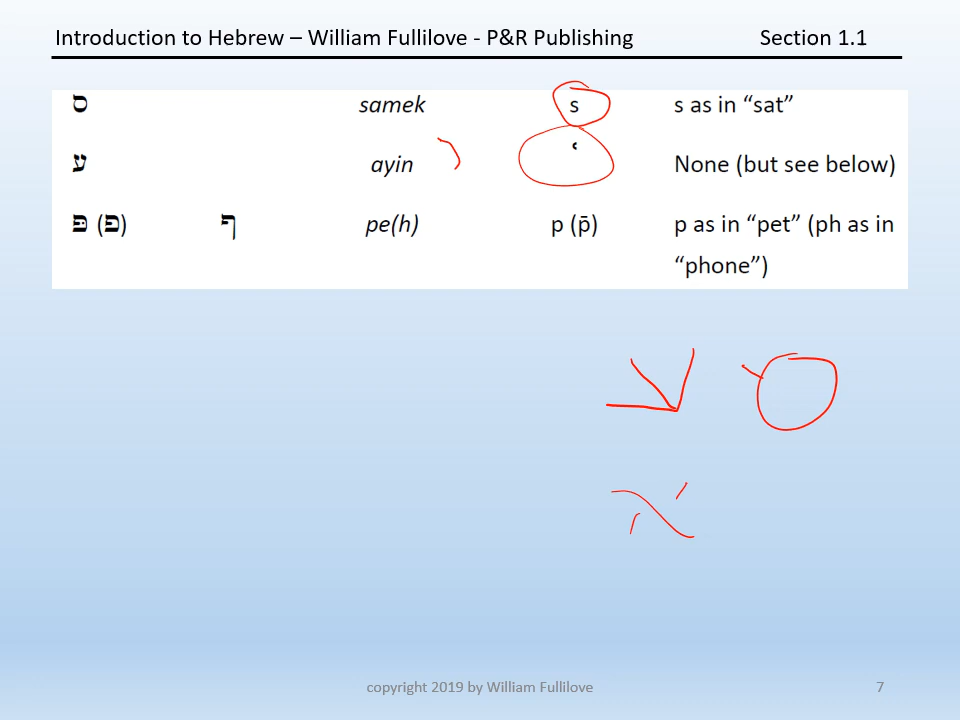 Introduction to Hebrew – William Fullilove - P&R Publishing Section 1.1
ס samek s s as in “sat”
ע ayin ʿ None (but see below)
פּ (פ) ף pe(h) p (p̄) p as in “pet” (ph as in
“phone”)
ע ס
א
copyright 2019 by William Fullilove 7